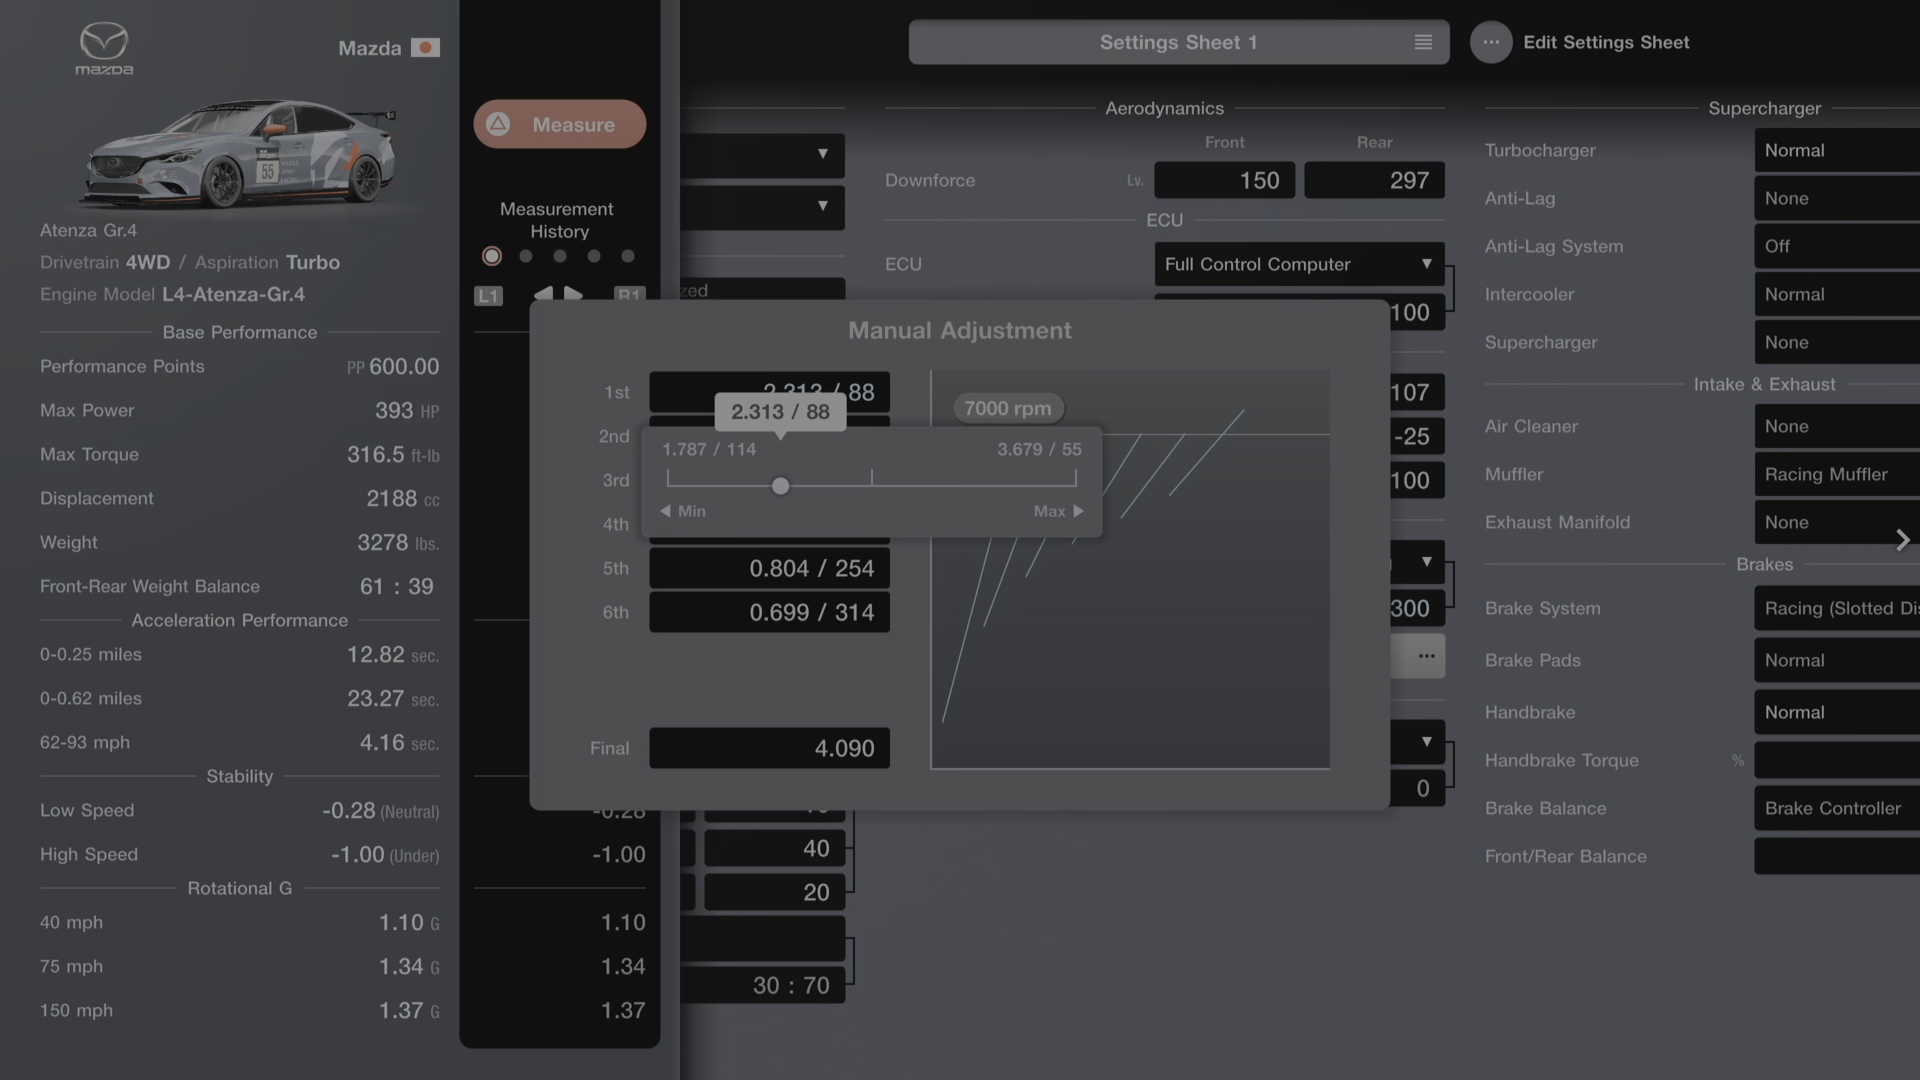 mazda
Mazda
Atenza Gr.4
Drivetrain 4WD / Aspiration Turbo
Engine Model L4-Atenza-Gr.4
Base Performance
Performance Points PP 600.00
Max Power 393 HP
Max Torque 316.5 ft-lb
Displacement 2188 cc
Weight 3278 lbs.
Front-Rear Weight Balance 61 : 39
Acceleration Performance
0-0.25 miles 12.82 sec.
0-0.62 miles 23.27 sec.
62-93 mph 4.16 sec.
Stability
Low Speed -0.28 (Neutral)
High Speed -1.00 (Under)
Rotational G
40 mph 1.10 G
75 mph 1.34 G
150 mph 1.37 G
Measure
Measurement
History
L1 R1
-0.28
-1.00
1.10
1.34
1.37
Settings Sheet 1
Edit Settings Sheet
Manual Adjustment
1st 2.313 / 88
2.313 / 88
2nd
1.787 / 114 3.679 / 55
3rd
Min Max
4th
5th 0.804 / 254
6th 0.699 / 314
Final 4.090
7000 rpm
40
20
30 : 70
Aerodynamics
Front Rear
Downforce Lv. 150 297
ECU
ECU Full Control Computer
100
107
-25
100
300
0
Supercharger
Turbocharger Normal
Anti-Lag None
Anti-Lag System Off
Intercooler Normal
Supercharger None
Intake & Exhaust
Air Cleaner None
Muffler Racing Muffler
Exhaust Manifold None
Brakes
Brake System Racing (Slotted Dis
Brake Pads Normal
Handbrake Normal
Handbrake Torque %
Brake Balance Brake Controller
Front/Rear Balance
55